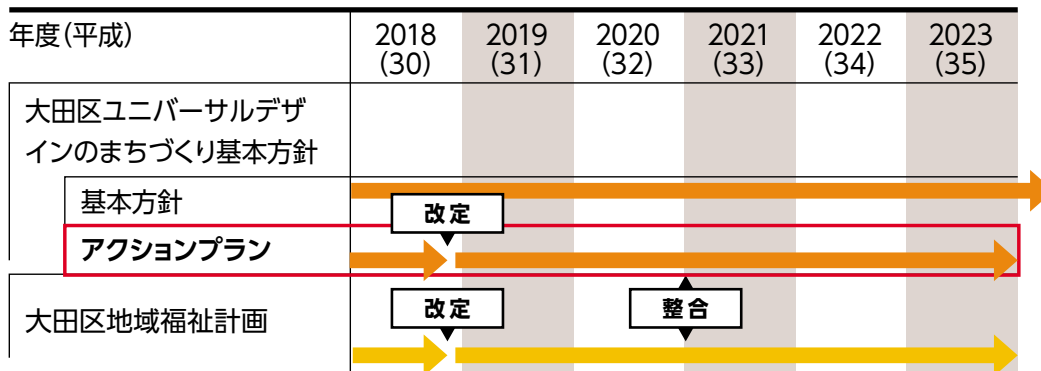 年度(平成)
2018 2019 2020 2021 2022 2023
(30) (31) (32) (33) (34) (35)
大田区ユニバーサルデザ
インのまちづくり基本方針
基本方針
改定
アクションプラン
大田区地域福祉計画
改定
整合